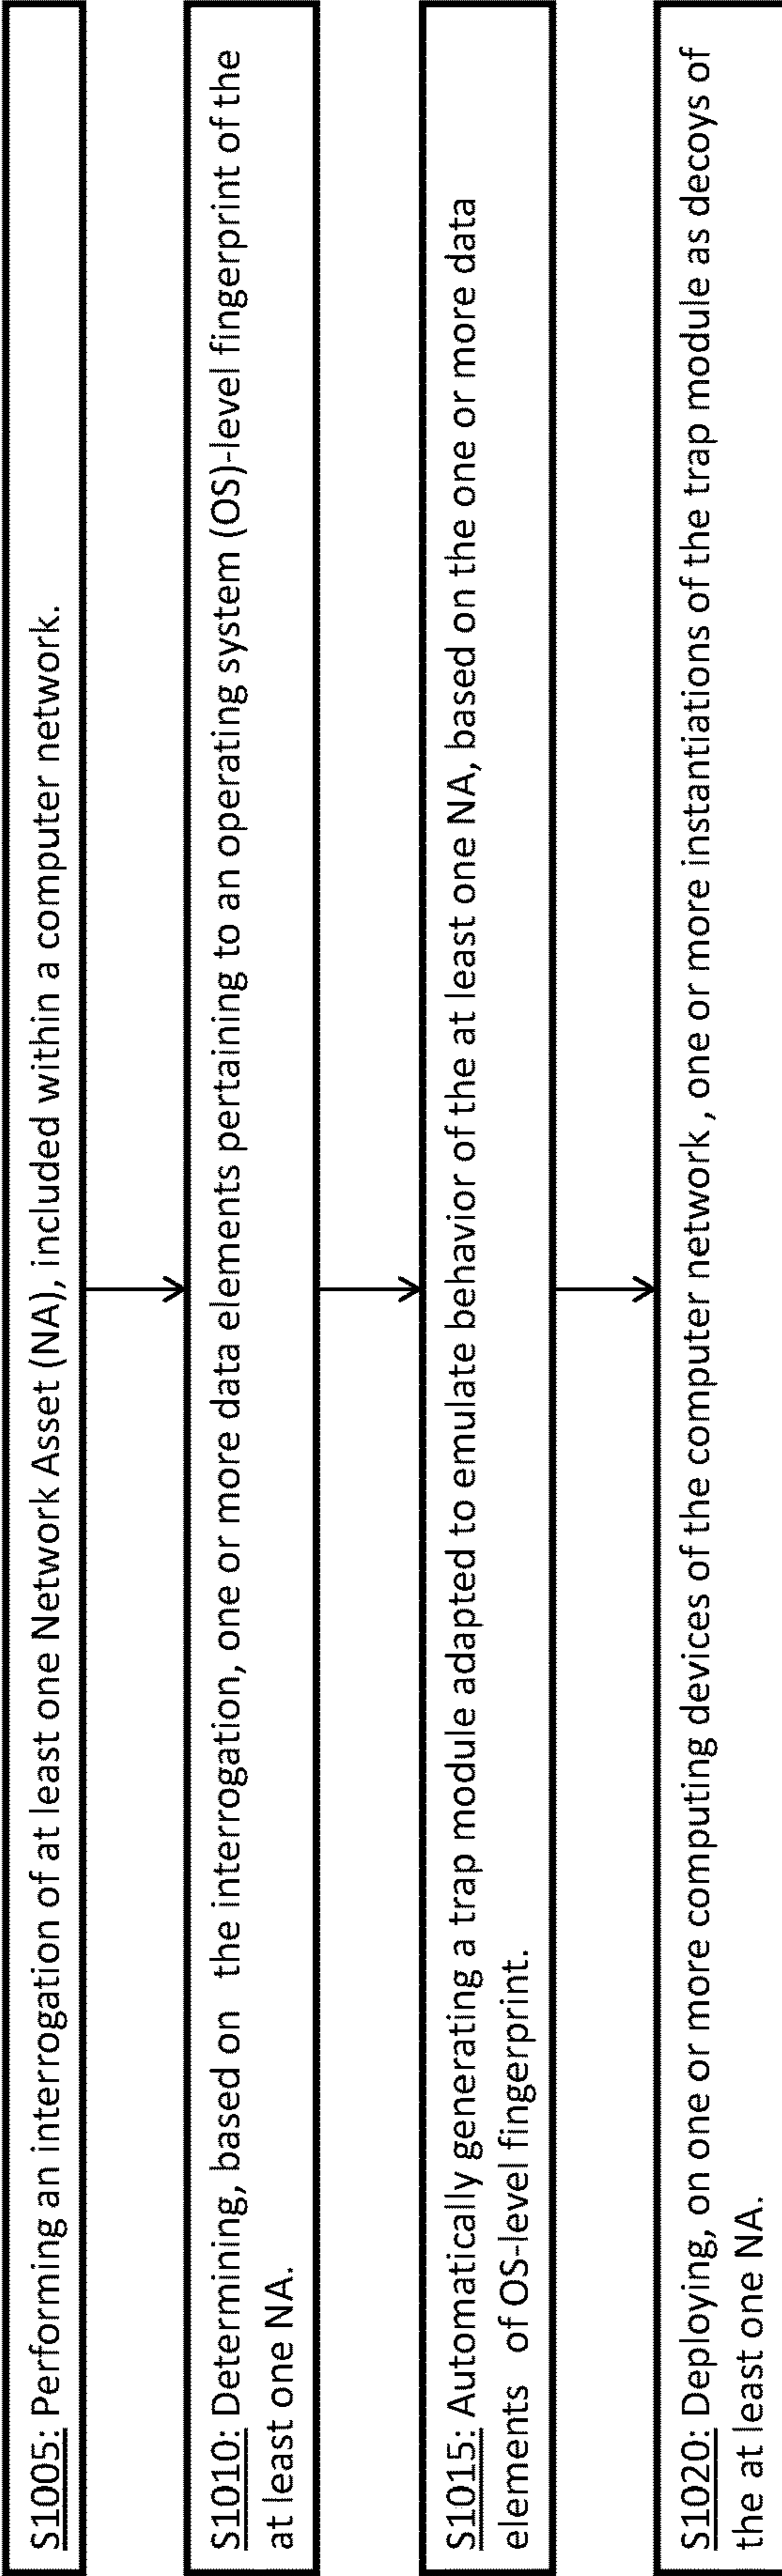 S1005: Performing an interrogation of at least one Network Asset (NA), included within a computer network.
S1010: Determining, based on the interrogation, one or more data elements pertaining to an operating system (OS)-level fingerprint of the
at least one NA.
S1015: Automatically generating a trap module adapted to emulate behavior of the at least one NA, based on the one or more data
elements of OS-level fingerprint.
S1020: Deploying, on one or more computing devices of the computer network , one or more instantiations of the trap module as decoys of
the at least one NA.